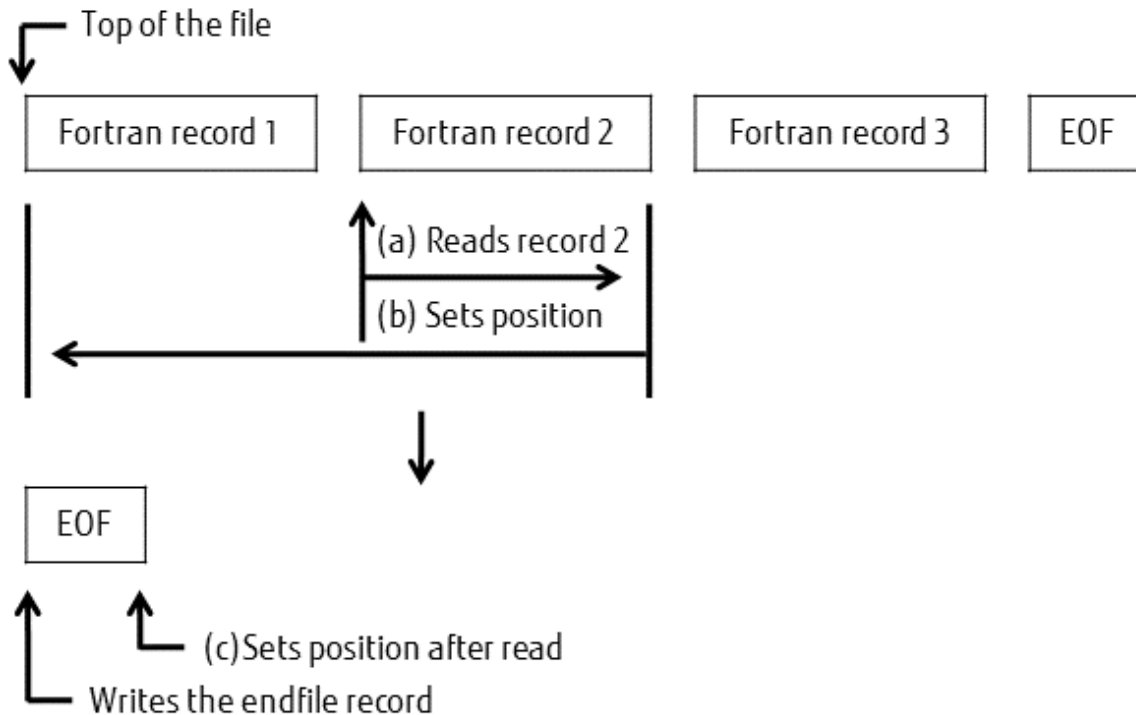 Top of the file
Fortran record 1
Fortran record 2
Fortran record 3
EOF
(a) Reads record 2
(b) Sets position
EOF
(c)Sets position after read
Writes the endfile record